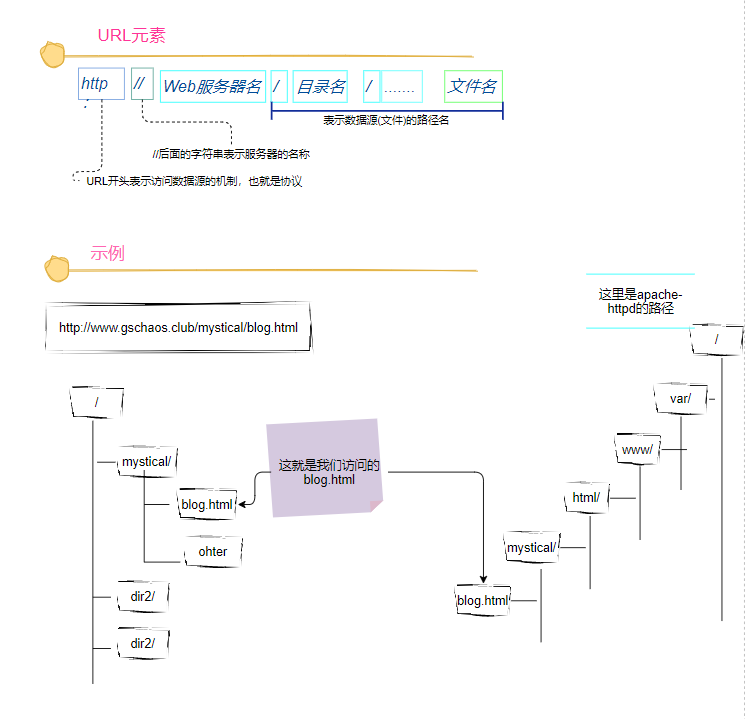 URL元素
http // Web服务器名 / 目录名 / ....... 文件名
表示数据源(文件)的路径名
//后面的字符串表示服务器的名称
URL开头表示访问数据源的机制，也就是协议
示例
这里是apache-
httpd的路径
http://www.gschaos.club/mystical/blog.html
/
/
var/
www/
mystical/
这就是我们访问的
blog.html
html/
blog.html
mystical/
ohter
dir2/
blog.html
dir2/